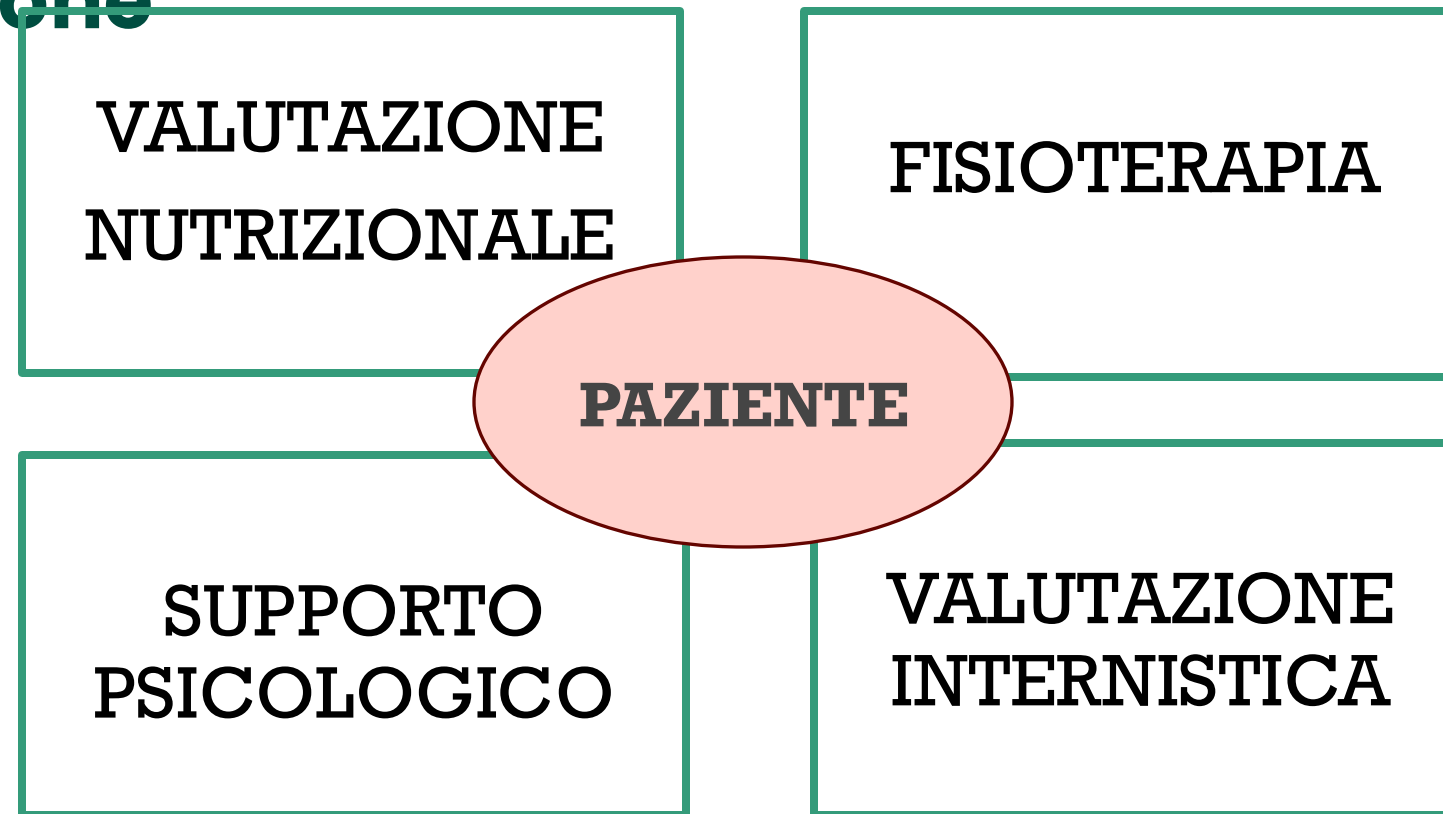 VALUTAZIONE
NUTRIZIONALE
FISIOTERAPIA
PAZIENTE
SUPPORTO
PSICOLOGICO
VALUTAZIONE
INTERNISTICA